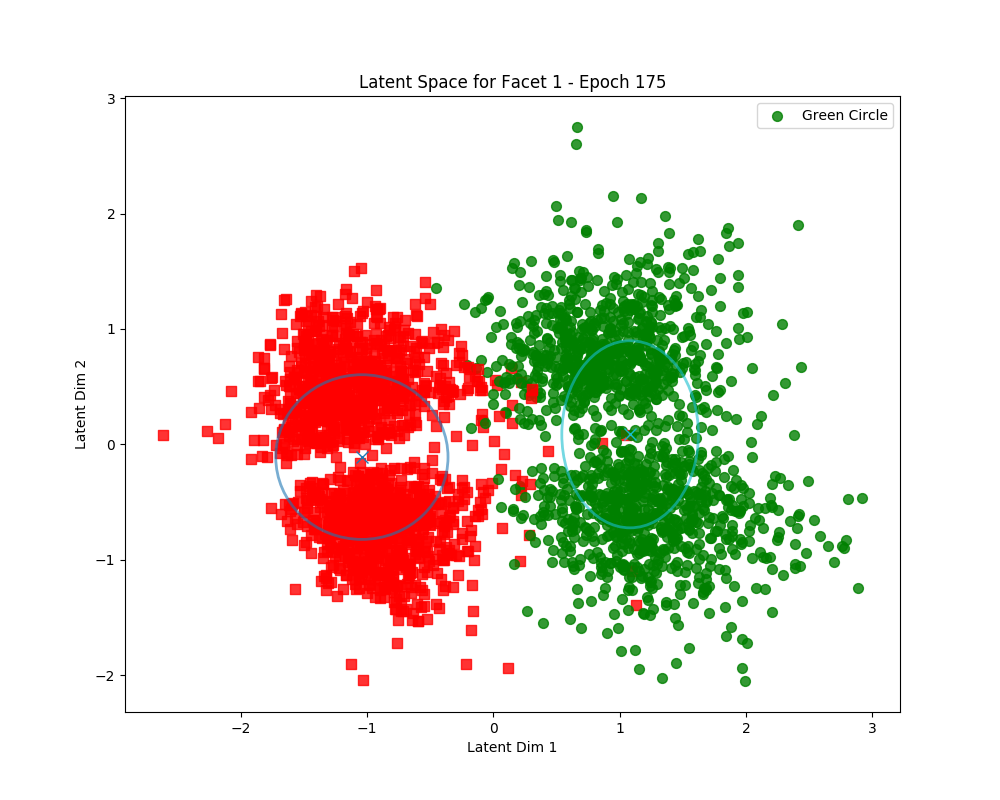 Latent Space for Facet 1 - Epoch 175
Green Circle
3
2
1
0
−1
−2
Latent Dim 2
−2 −1 0 1 2 3
Latent Dim 1